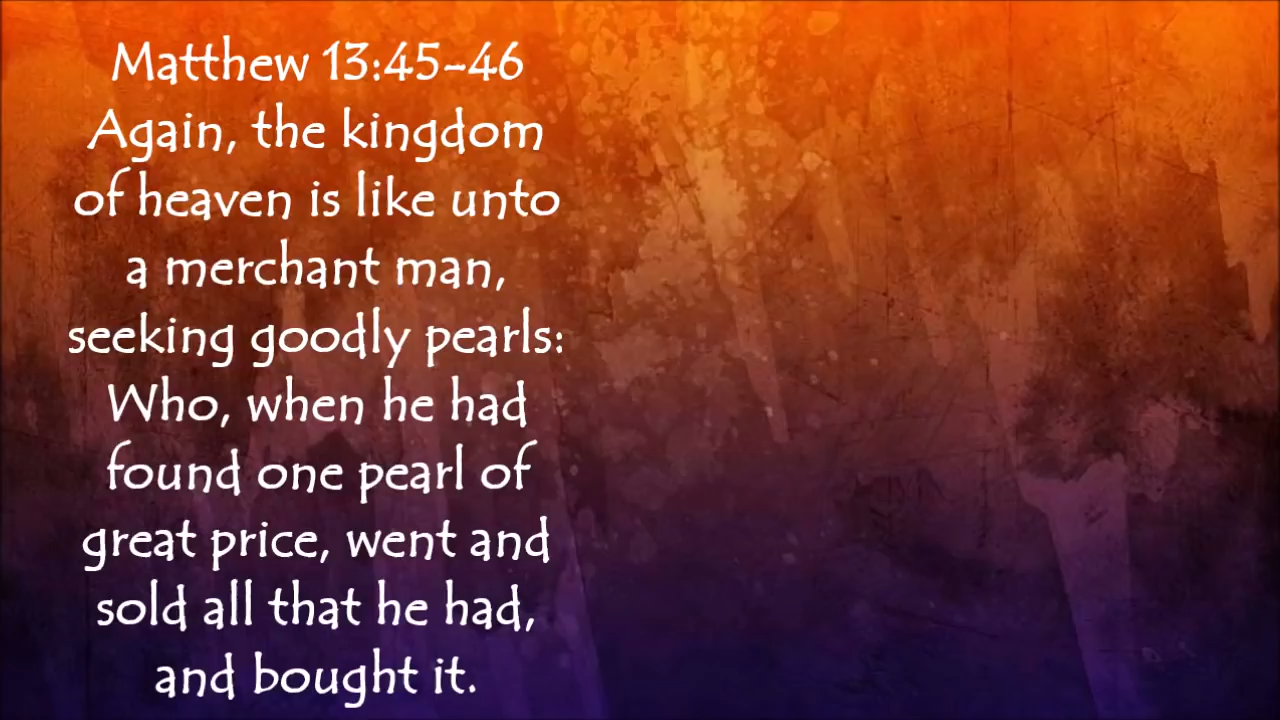 Matthew 13:45-46
Again, the kingdom
of heaven is like unto
a merchant man,
seeking goodly pearls:
Who, when he had
found one pearl of
great price, went and
sold all that he had,
and bought it.